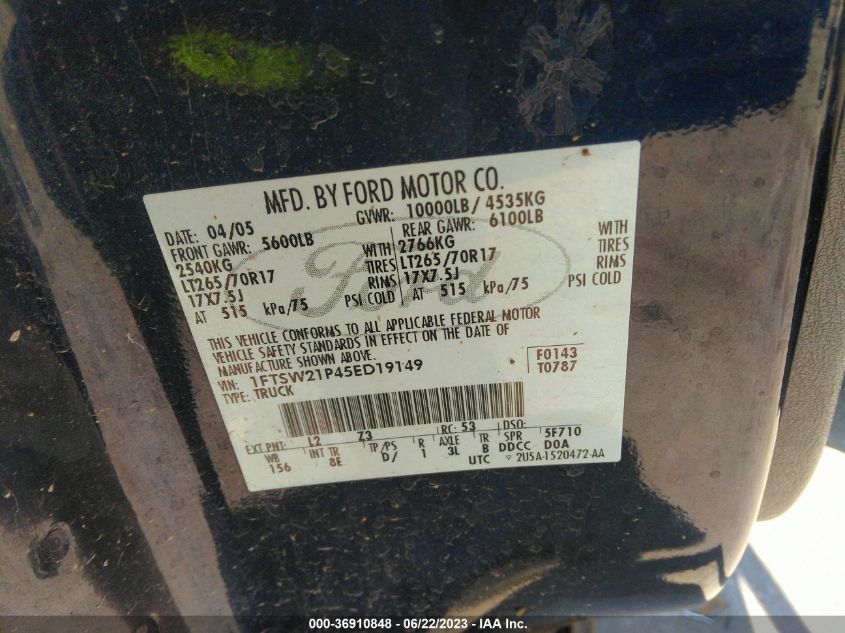 MFD. BY FORD MOTOR CO.
DATE: 04/05 GVWR: 10000LB / 4535KG
FRONT GAWR: 5600LB REAR GAWR: 6100LB
2540KG WITH 2766KG WITH
LT265/70R17 TIRES LT265/70R17 TIRES
17X7.5J RIMS 17X7.5J RIMS
AT 515 kPa/75 PSI COLD AT 515 kPa/75 PSI COLD
Ford
THIS VEHICLE CONFORMS TO ALL APPLICABLE FEDERAL MOTOR
VEHICLE SAFETY STANDARDS IN EFFECT ON THE DATE OF
MANUFACTURE SHOWN ABOVE.
VIN: 1FTSW21P45ED19149 F0143
TYPE: TRUCK T0787
EXT PNT: L2 Z3 RC: 53 DSO:
WB INT TR TP/PS R AXLE TR SPR 5F710
156 8E D/ 1 3L B DDCC D0A
UTC ▽ 2U5A-1520472-AA
000-36910848 - 06/22/2023 - IAA Inc.